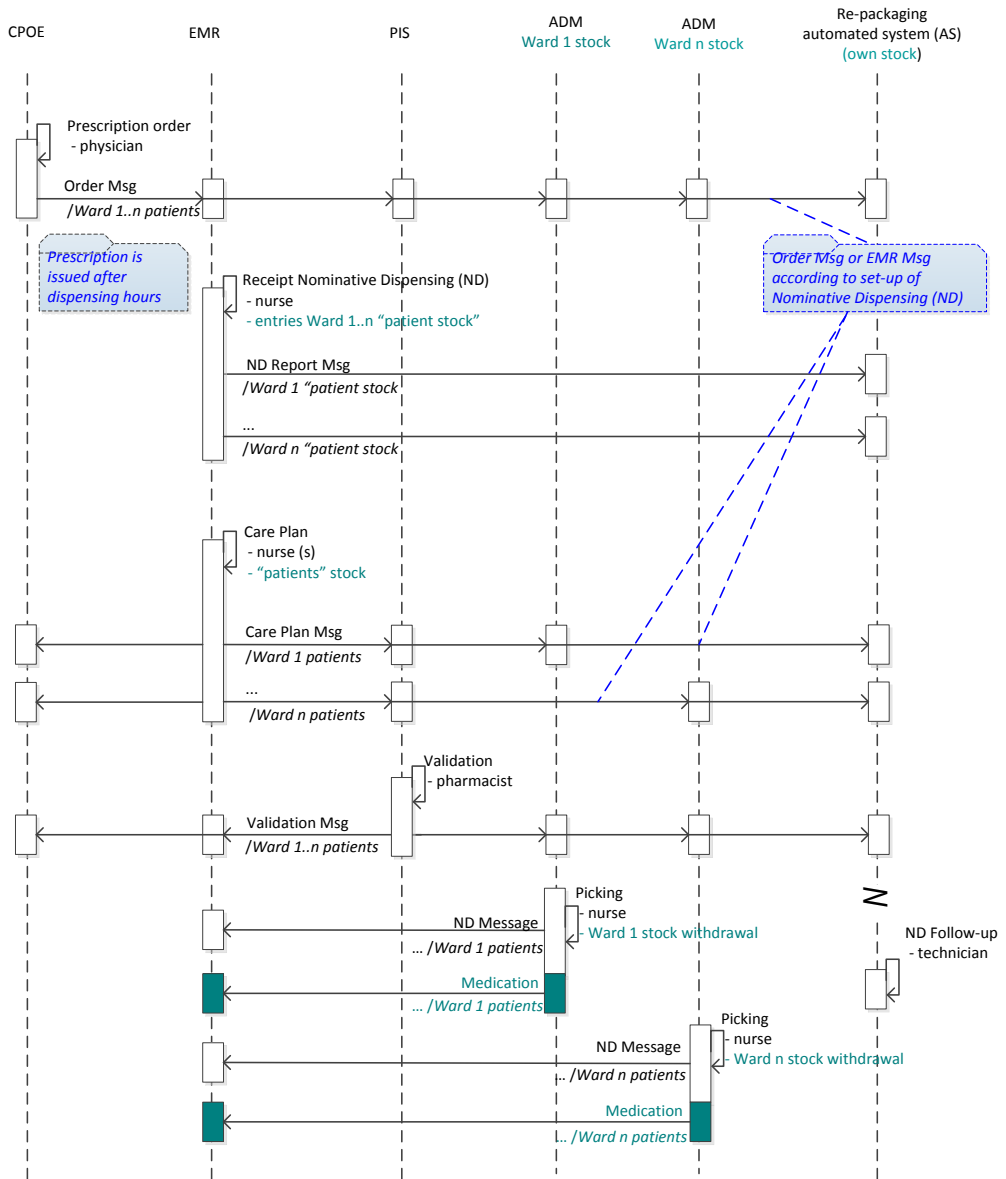 CPOE
EMR
PIS
ADM
Ward 1 stock
ADM
Ward n stock
Re-packaging
automated system (AS)
(own stock)
Prescription order
- physician
Order Msg
/Ward 1..n patients
Prescription is
issued after
dispensing hours
Order Msg or EMR Msg
according to set-up of
Nominative Dispensing (ND)
Receipt Nominative Dispensing (ND)
- nurse
- entries Ward 1..n “patient stock”
ND Report Msg
/Ward 1 “patient stock
...
/Ward n “patient stock
Care Plan
- nurse (s)
- “patients” stock
Care Plan Msg
/Ward 1 patients
...
/Ward n patients
Validation
- pharmacist
Validation Msg
/Ward 1..n patients
Picking
- nurse
- Ward 1 stock withdrawal
ND Message
... /Ward 1 patients
N
ND Follow-up
- technician
Medication
... /Ward 1 patients
Picking
- nurse
- Ward n stock withdrawal
ND Message
... /Ward n patients
Medication
... /Ward n patients